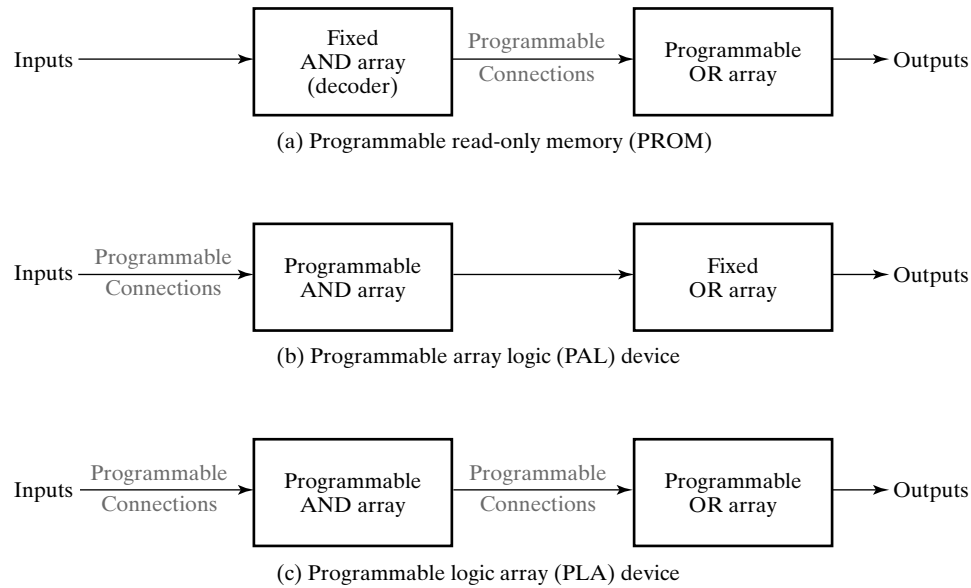 Inputs
Fixed
AND array
(decoder)
Programmable
Connections
Programmable
OR array
Outputs
(a) Programmable read-only memory (PROM)
Inputs
Programmable
Connections
Programmable
AND array
Fixed
OR array
Outputs
(b) Programmable array logic (PAL) device
Inputs
Programmable
Connections
Programmable
AND array
Programmable
Connections
Programmable
OR array
Outputs
(c) Programmable logic array (PLA) device